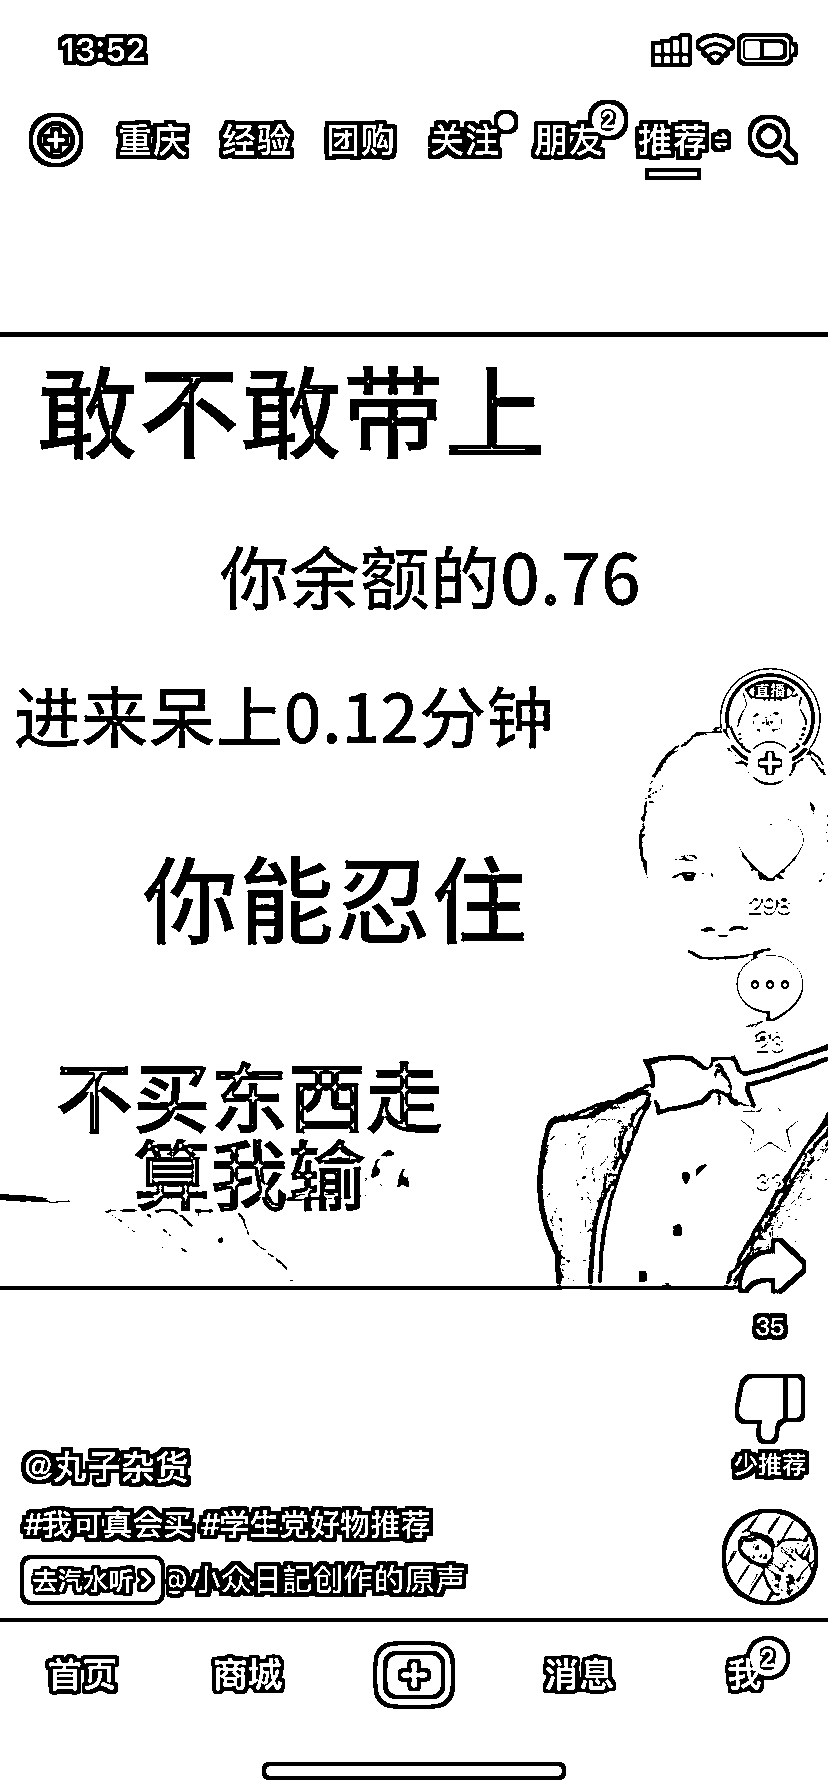 13:52
重庆 经验 团购 关注 朋友 2 推荐
敢不敢带上
你余额的0.76
进来呆上0.12分钟
直播
你能忍住
298
不买东西走
算我输
35
少推荐
@丸子杂货
#我可真会买 #学生党好物推荐
去汽水听 @小众日記创作的原声
首页 商城 消息 我 2